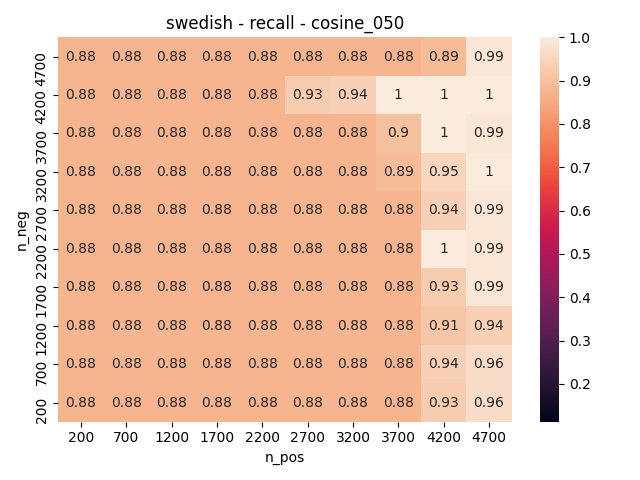 swedish - recall - cosine_050
n_neg
4700 0.88 0.88 0.88 0.88 0.88 0.88 0.88 0.88 0.89 0.99
4200 0.88 0.88 0.88 0.88 0.88 0.93 0.94 1 1 1
3700 0.88 0.88 0.88 0.88 0.88 0.88 0.88 0.9 1 0.99
3200 0.88 0.88 0.88 0.88 0.88 0.88 0.88 0.89 0.95 1
2700 0.88 0.88 0.88 0.88 0.88 0.88 0.88 0.88 0.94 0.99
2200 0.88 0.88 0.88 0.88 0.88 0.88 0.88 0.88 1 0.99
1700 0.88 0.88 0.88 0.88 0.88 0.88 0.88 0.88 0.93 0.99
1200 0.88 0.88 0.88 0.88 0.88 0.88 0.88 0.88 0.91 0.94
700 0.88 0.88 0.88 0.88 0.88 0.88 0.88 0.88 0.94 0.96
200 0.88 0.88 0.88 0.88 0.88 0.88 0.88 0.88 0.93 0.96
200 700 1200 1700 2200 2700 3200 3700 4200 4700
n_pos
1.0
0.9
0.8
0.7
0.6
0.5
0.4
0.3
0.2